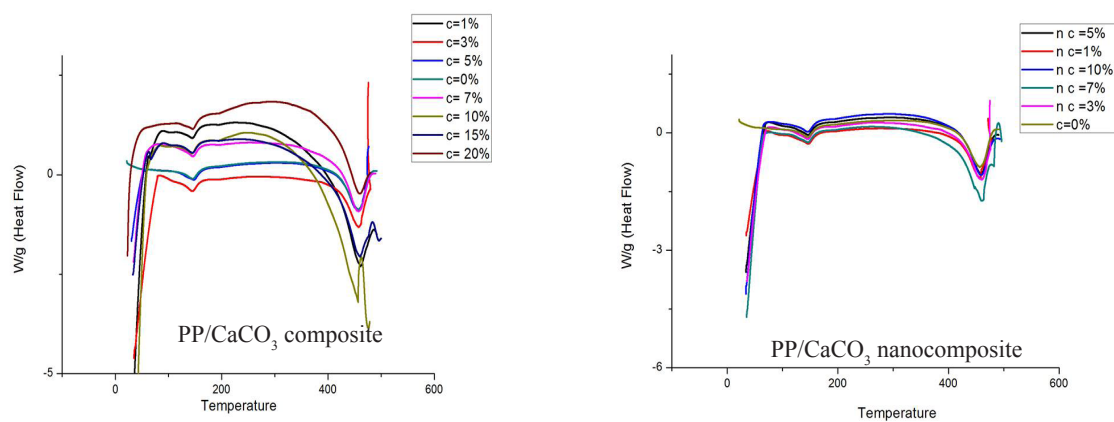 c=1%
c=3%
c= 5%
c=0%
c= 7%
c= 10%
c= 15%
c= 20%
W/g (Heat Flow)
0
-5
PP/CaCO3 composite
0
200
400
600
Temperature
n c =5%
n c=1%
n c =10%
n c= 7%
n c =3%
c=0%
W/g (Heat Flow)
0
-3
-6
PP/CaCO3 nanocomposite
0
200
400
600
Temperature